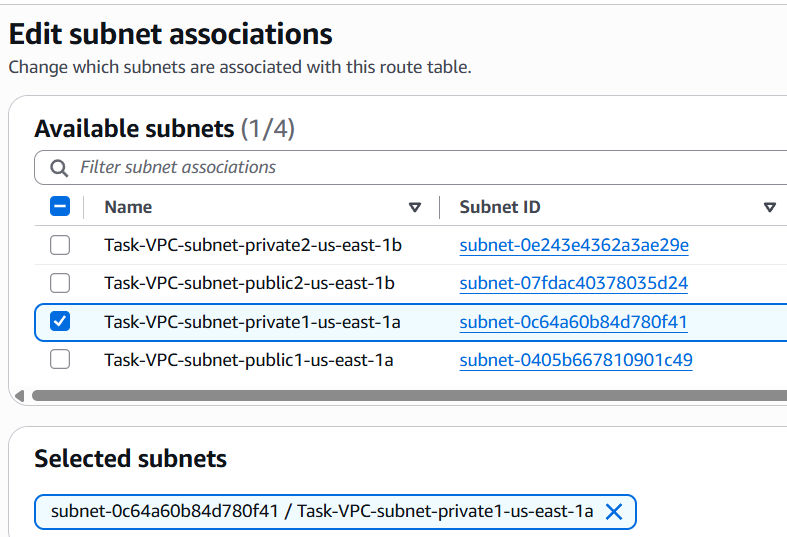 Edit subnet associations
Change which subnets are associated with this route table.
Available subnets (1/4)
Filter subnet associations
Name Subnet ID
Task-VPC-subnet-private2-us-east-1b subnet-0e243e4362a3ae29e
Task-VPC-subnet-public2-us-east-1b subnet-07fdac40378035d24
Task-VPC-subnet-private1-us-east-1a subnet-0c64a60b84d780f41
Task-VPC-subnet-public1-us-east-1a subnet-0405b667810901c49
Selected subnets
subnet-0c64a60b84d780f41 / Task-VPC-subnet-private1-us-east-1a